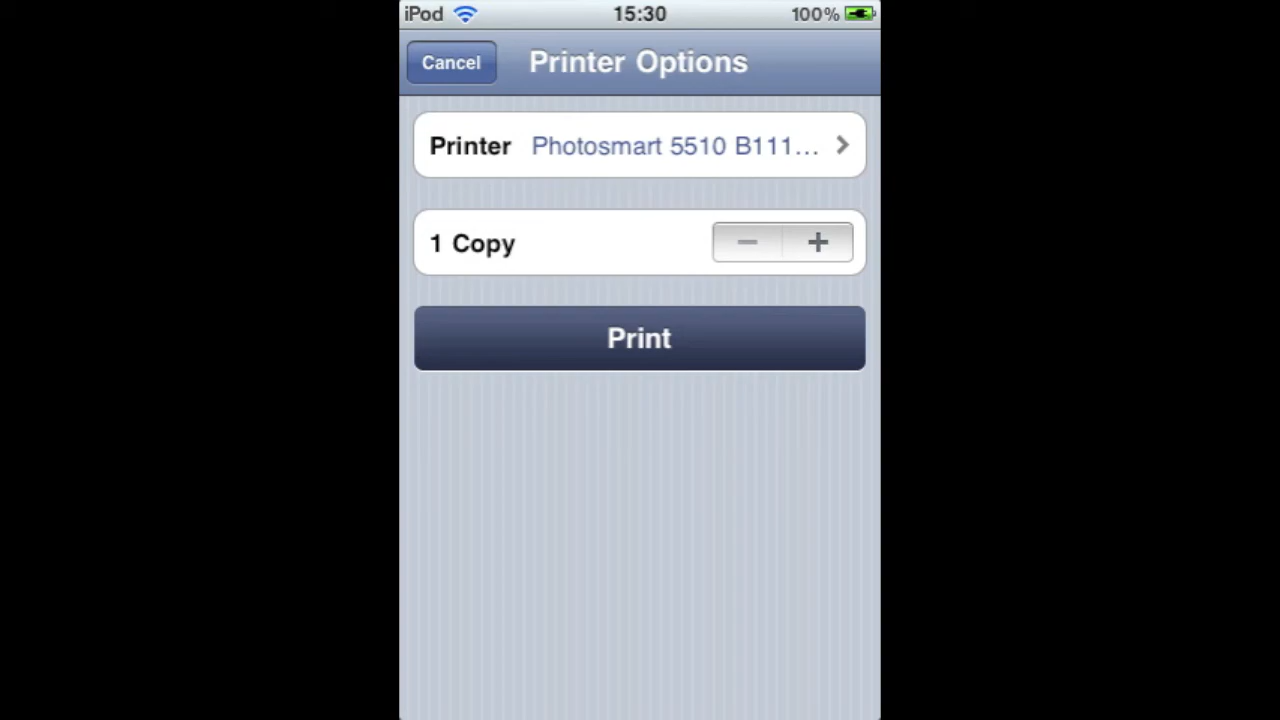 iPod 15:30 100%
Cancel Printer Options
Printer Photosmart 5510 B111...
1 Copy
Print